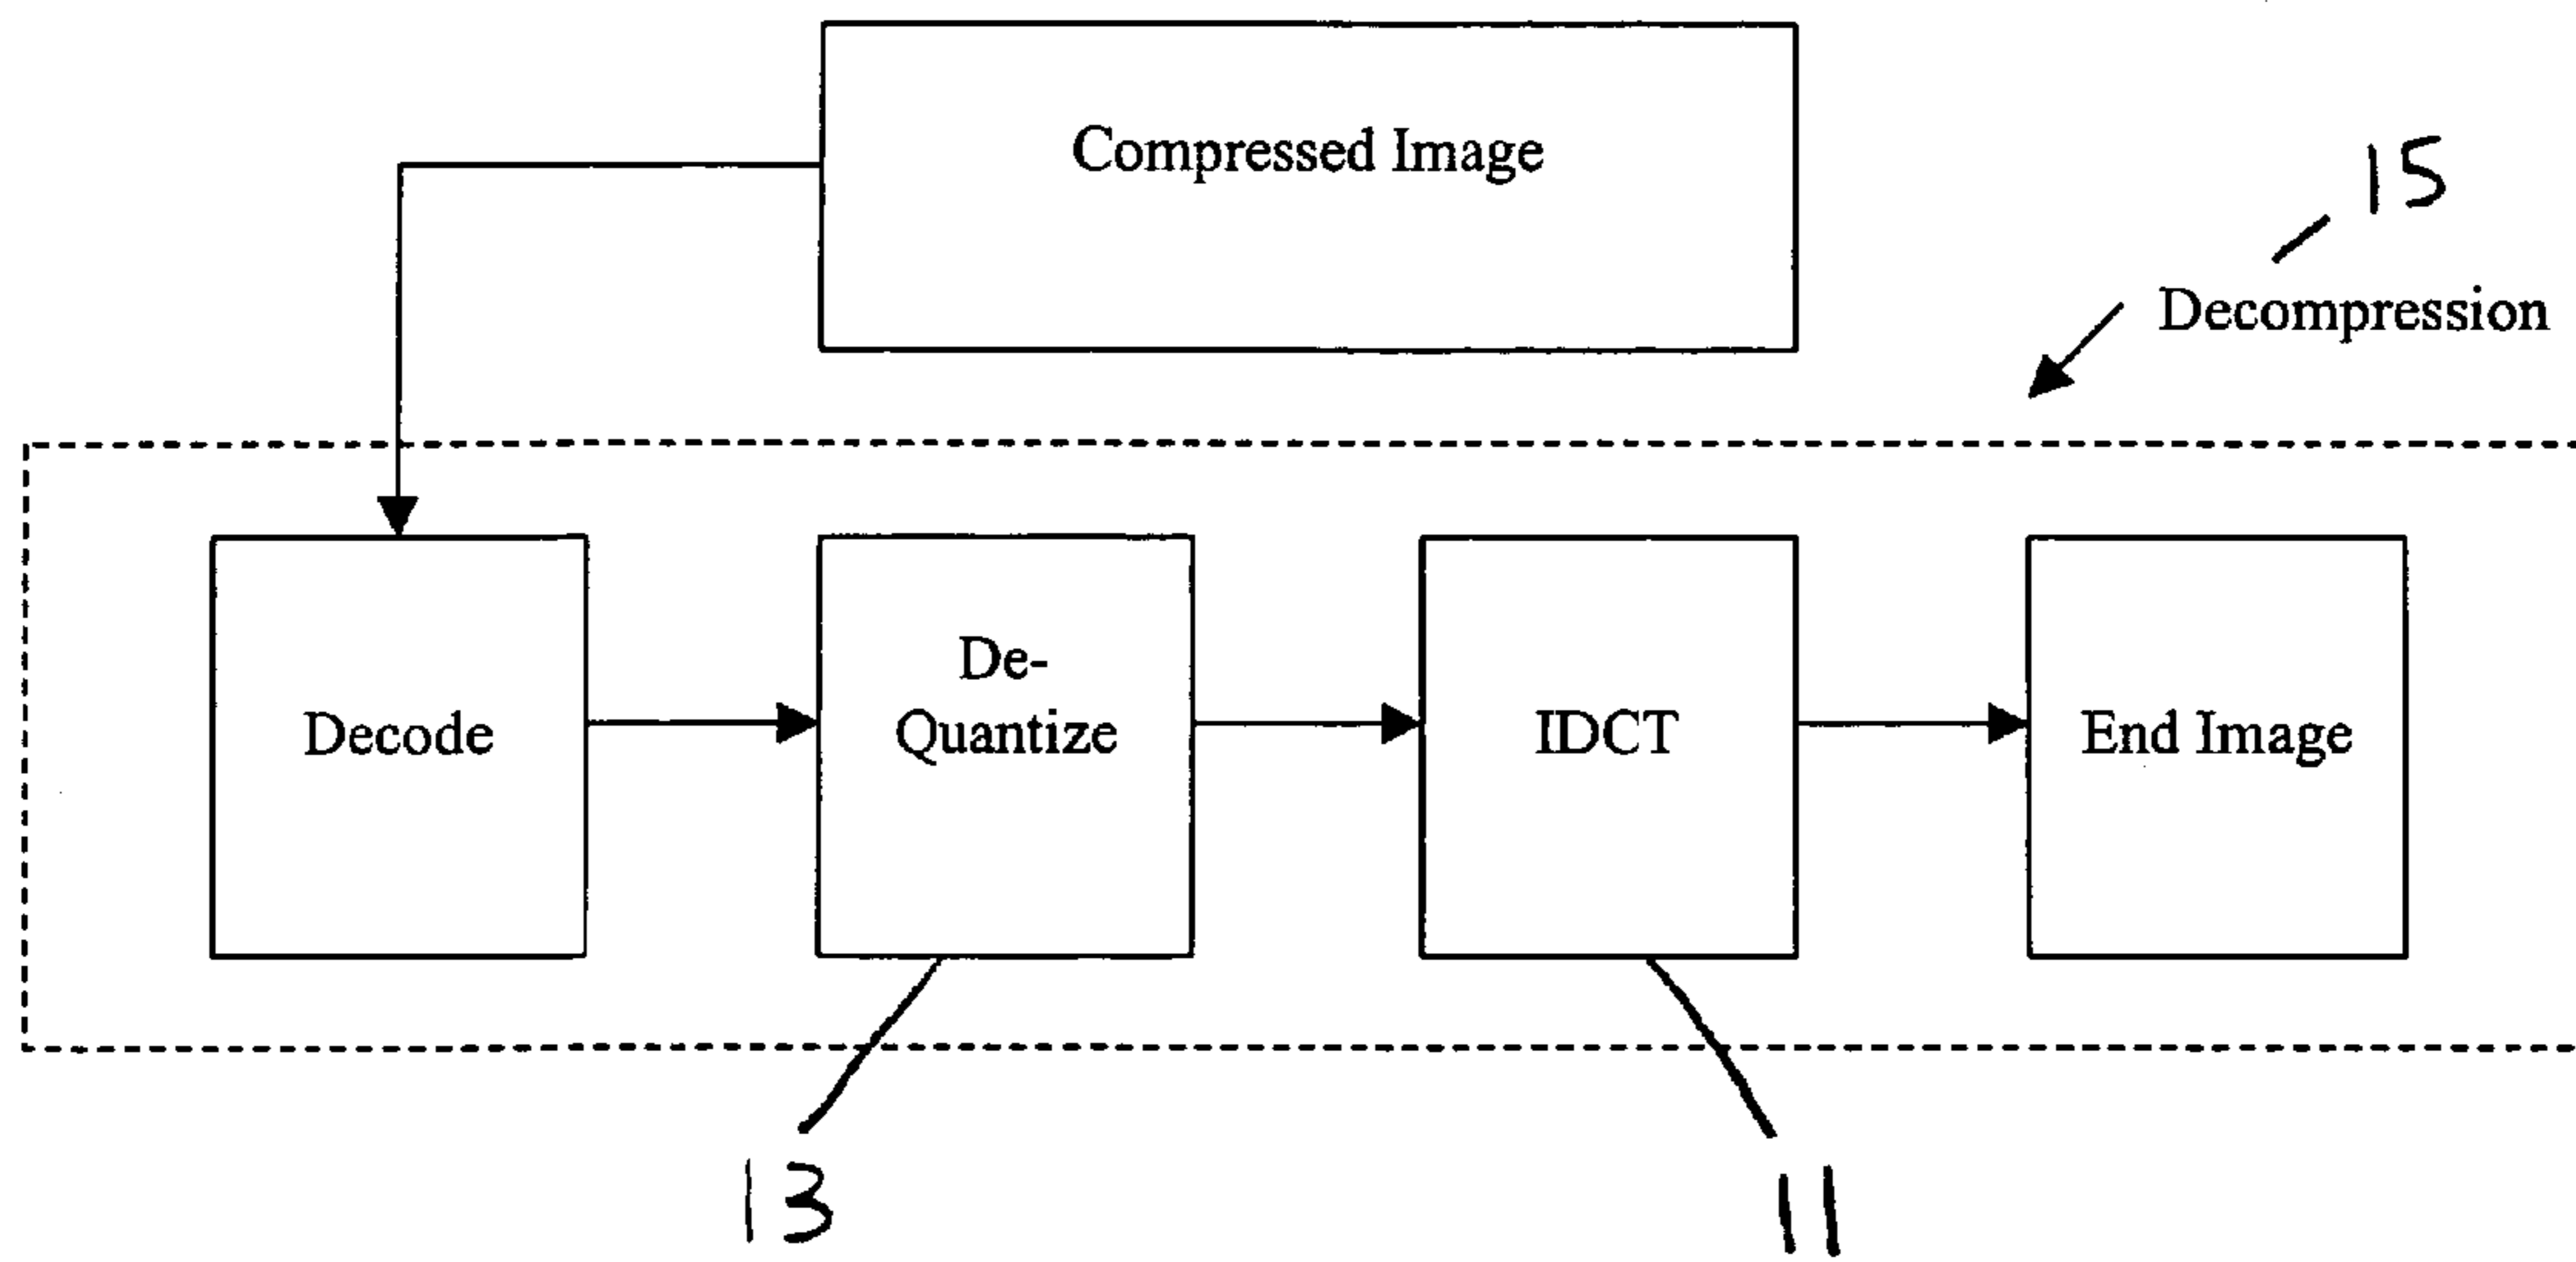 Compressed Image
15
Decompression
Decode
De-
Quantize
IDCT
End Image
13
11